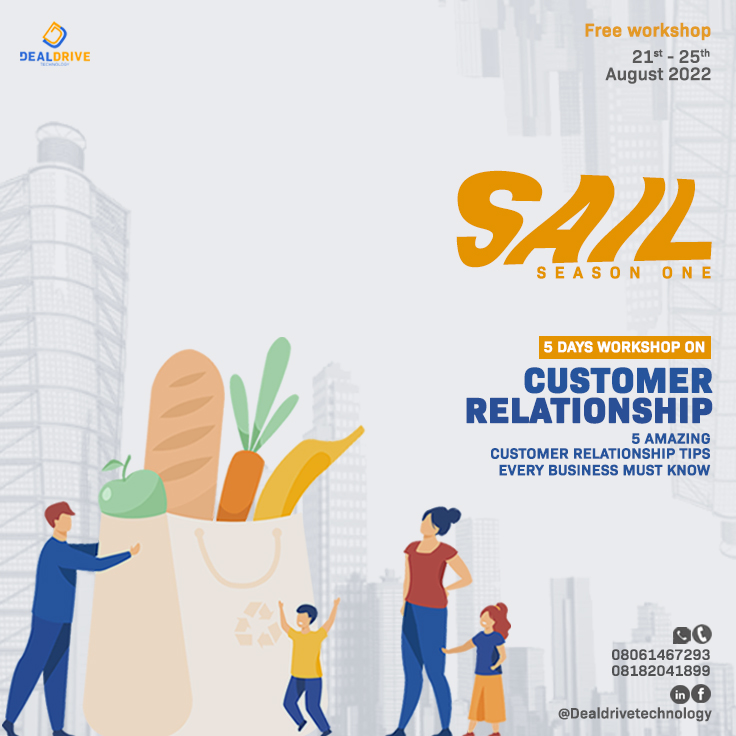 DEALDRIVE
TECHNOLOGY
Free workshop
21st - 25th
August 2022
SAIL
SEASON ONE
5 DAYS WORKSHOP ON
CUSTOMER
RELATIONSHIP
5 AMAZING
CUSTOMER RELATIONSHIP TIPS
EVERY BUSINESS MUST KNOW
08061467293
08182041899
@Dealdrivetechnology